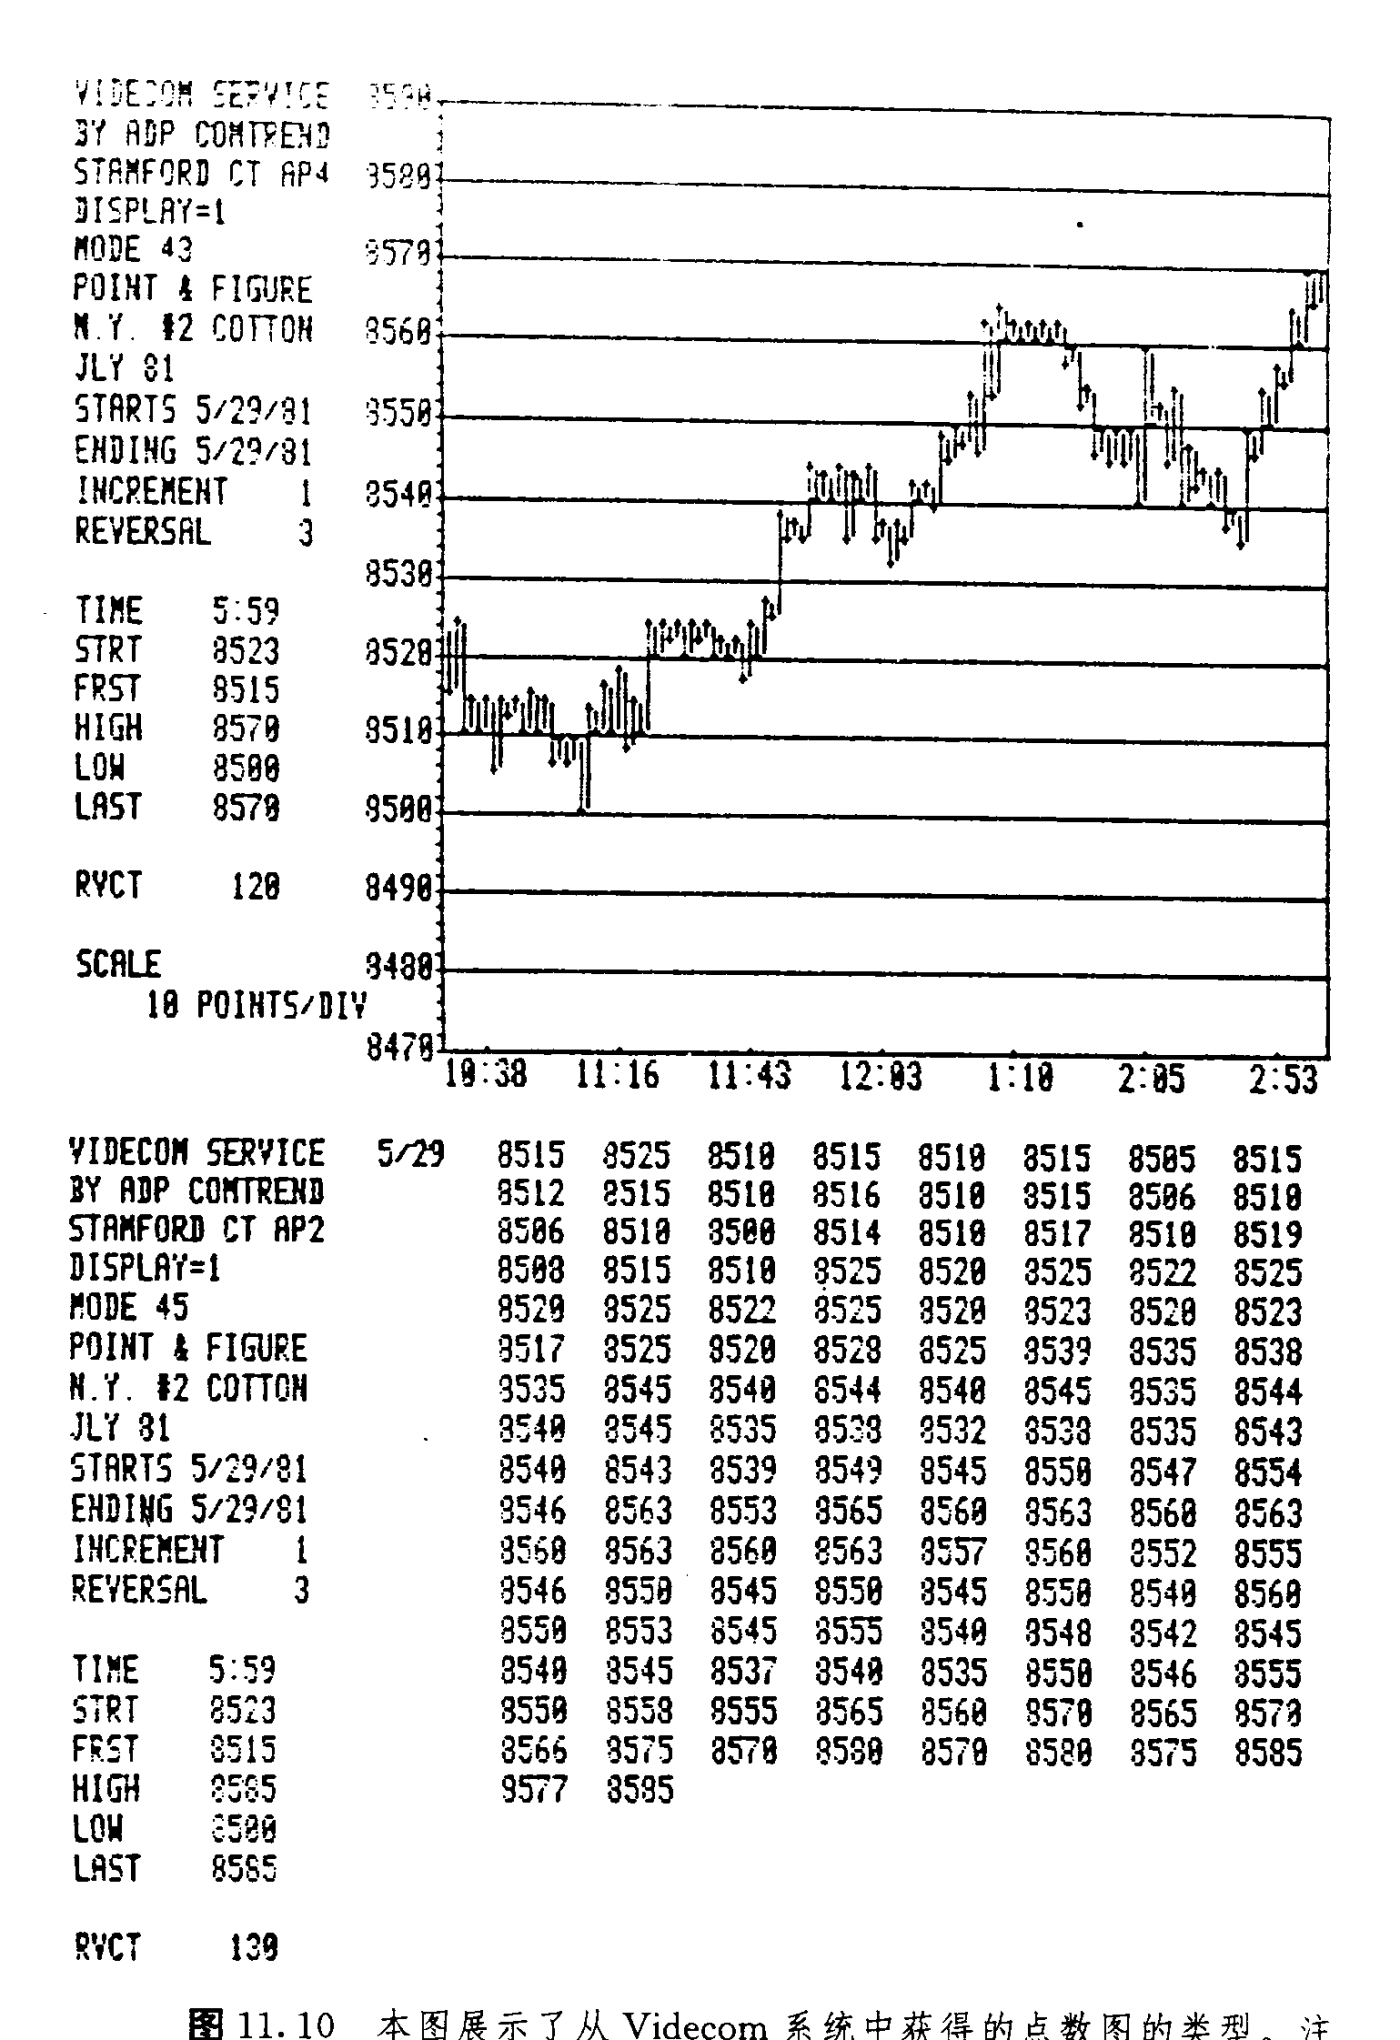 VIDECOM SERVICE 8590
BY ADP COMTREND
STAMFORD CT AP4 8580
DISPLAY=1
MODE 43 8570
POINT & FIGURE
N.Y. #2 COTTON 8560
JLY 81
STARTS 5/29/81 8550
ENDING 5/29/81
INCREMENT 1 8540
REVERSAL 3
8530
TIME 5:59
STRT 8523 8520
FRST 8515
HIGH 8570 8510
LOW 8500
LAST 8570 8500
RVCT 120 8490
SCALE 8480
10 POINTS/DIV
8470
10:38 11:16 11:43 12:03 1:10 2:05 2:53
VIDECOM SERVICE 5/29 8515 8525 8510 8515 8510 8515 8505 8515
BY ADP COMTREND 8512 8515 8510 8516 8510 8515 8506 8510
STAMFORD CT AP2 8506 8510 8500 8514 8510 8517 8510 8519
DISPLAY=1 8508 8515 8510 8525 8520 8525 8522 8525
MODE 45 8520 8525 8522 8525 8520 8523 8520 8523
POINT & FIGURE 8517 8525 8520 8528 8525 8539 8535 8538
N.Y. #2 COTTON 8535 8545 8540 8544 8540 8545 8535 8544
JLY 81 8540 8545 8535 8538 8532 8538 8535 8543
STARTS 5/29/81 8540 8543 8539 8549 8545 8550 8547 8554
ENDING 5/29/81 8546 8563 8553 8565 8560 8563 8560 8563
INCREMENT 1 8560 8563 8560 8563 8557 8560 8552 8555
REVERSAL 3 8546 8550 8545 8550 8545 8550 8540 8560
8550 8553 8545 8555 8540 8548 8542 8545
TIME 5:59 8540 8545 8537 8540 8535 8550 8546 8555
STRT 8523 8550 8558 8555 8565 8560 8570 8565 8570
FRST 8515 8566 8575 8570 8580 8570 8580 8575 8585
HIGH 8585 8577 8585
LOW 8500
LAST 8585
RVCT 130
图 11.10 本图展示了从 Videcom 系统中获得的点数图的类型。注